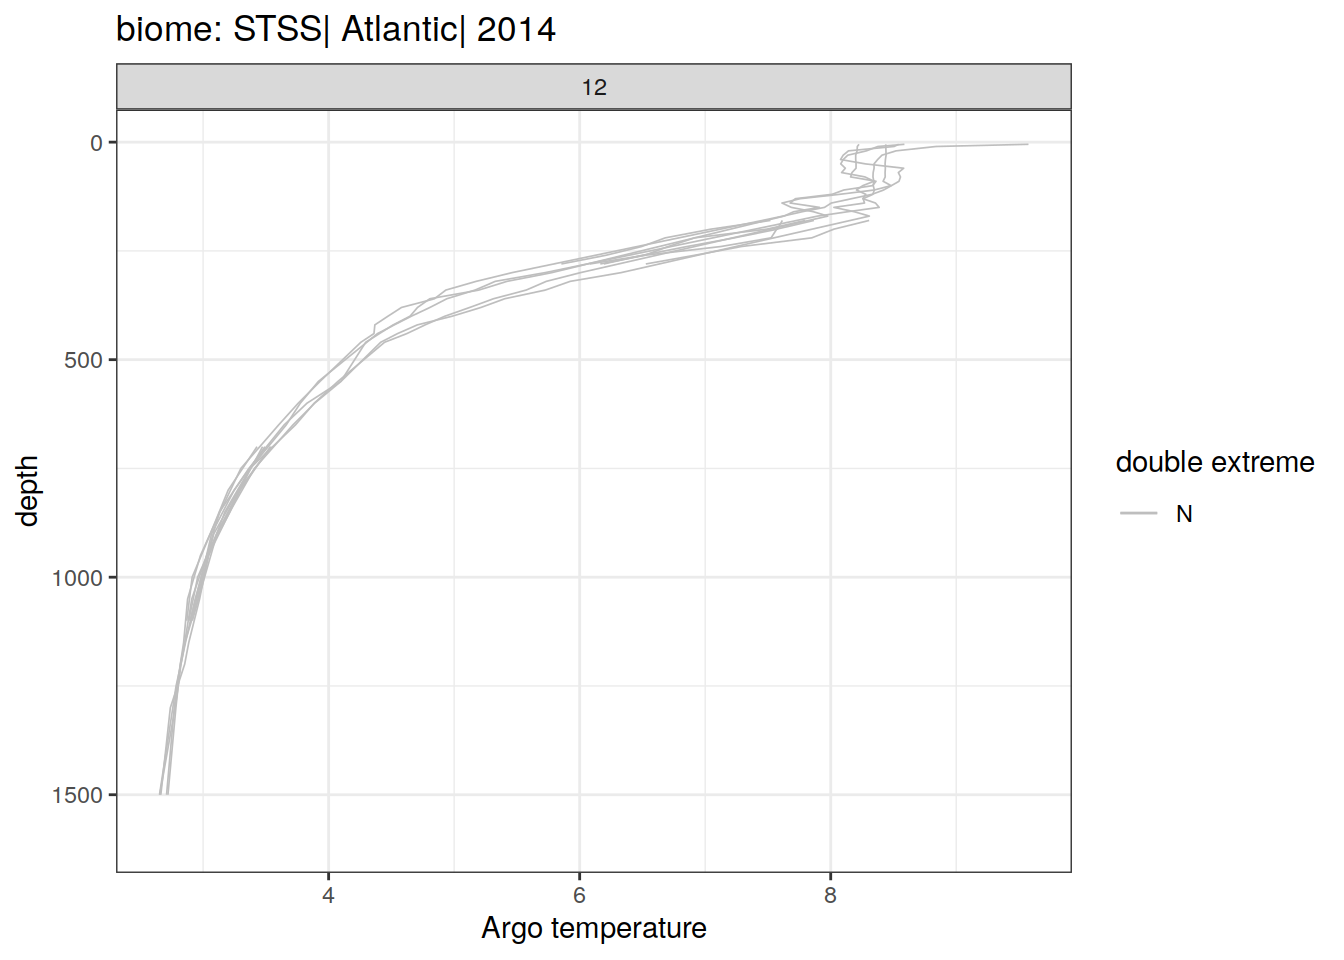 biome: STSS| Atlantic| 2014
12
0
500
1000
1500
depth
4
6
8
Argo temperature
double extreme
N